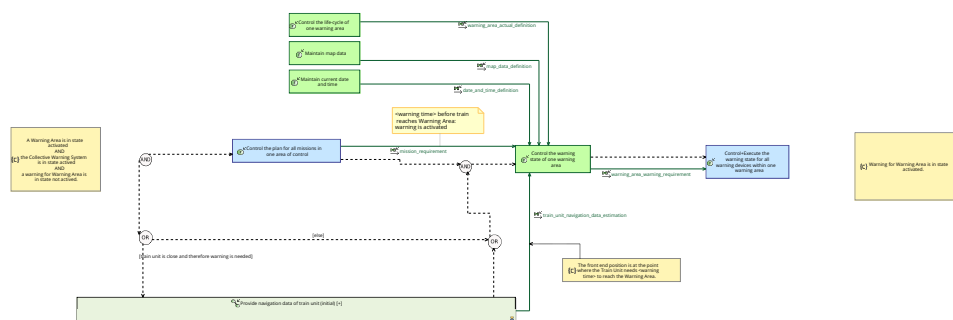 Control the life-cycle of
one warning area
warning_area_actual_definition
Maintain map data
map_data_definition
Maintain current date
and time
date_and_time_definition
<warning time> before train
reaches Warning Area:
warning is activated
A Warning Area is in state
activated
AND
the Collective Warning System
is in state actived
AND
a warning for Warning Area is
in state not actived.
{c}
AND
Control the plan for all missions in
one area of control
mission_requirement
AND
Control the warning
state of one warning
area
Control+Execute the
warning state for all
warning devices within one
warning area
warning_area_warning_requirement
{c}
Warning for Warning Area is in state
activated.
train_unit_navigation_data_estimation
OR
[else]
OR
[train unit is close and therefore warning is needed]
The front end position is at the point
{c} where the Train Unit needs <warning
time> to reach the Warning Area.
Provide navigation data of train unit (initial) [+]